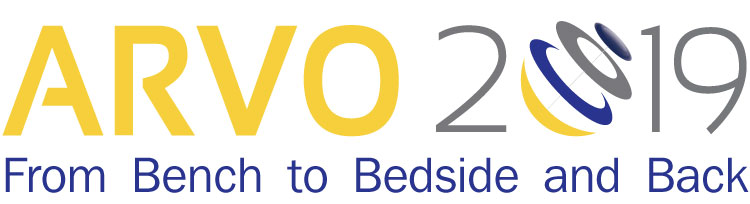 ARVO 2019
From Bench to Bedside and Back